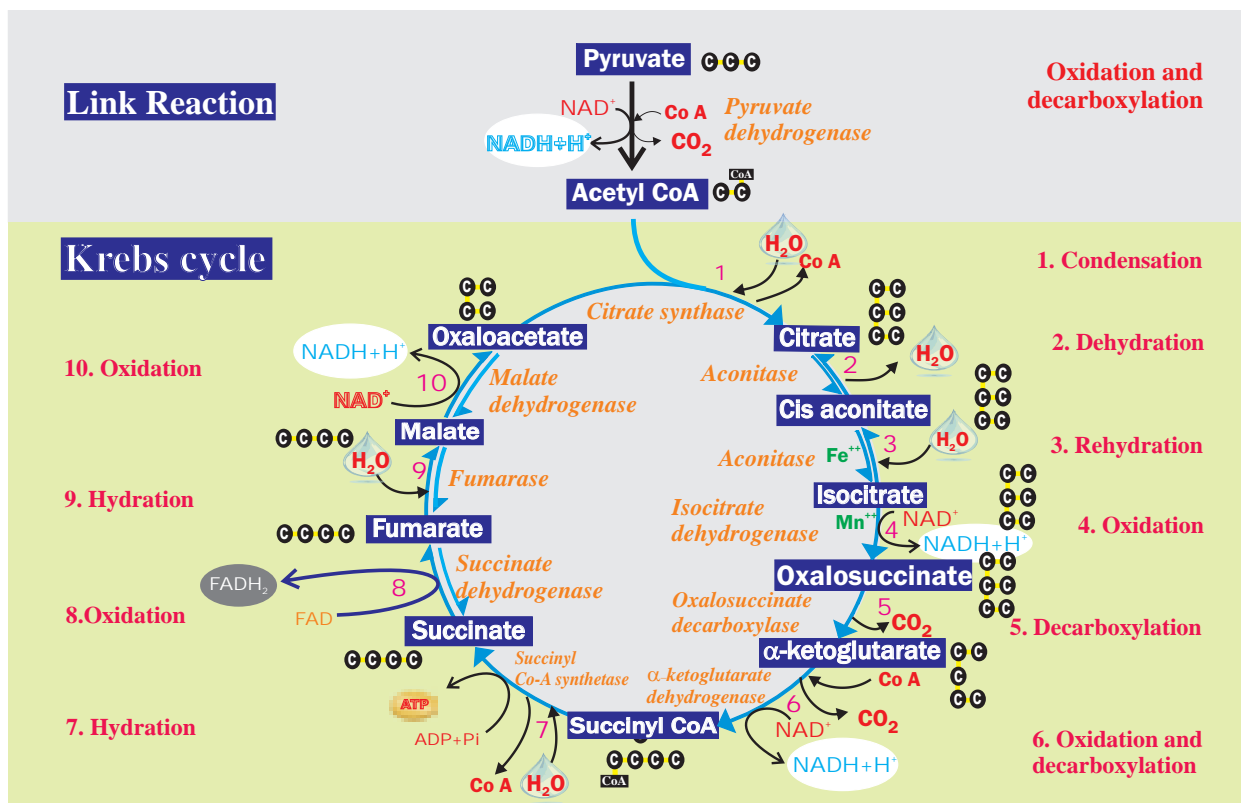 Link Reaction
Pyruvate
C C C
Oxidation and
decarboxylation
NAD⁺
Co A
Pyruvate
dehydrogenase
NADH+H⁺
CO₂
Acetyl CoA
CoA
C C
Krebs cycle
1
H₂O
Co A
1. Condensation
Citrate synthase
C C
C C
Oxaloacetate
Citrate
C C
C C
C C
2
H₂O
2. Dehydration
Aconitase
Cis aconitate
C C
C C
C C
3
H₂O
3. Rehydration
Aconitase
Fe⁺⁺
Isocitrate
C C
C C
C C
Isocitrate
dehydrogenase
Mn⁺⁺
4
NAD⁺
NADH+H⁺
4. Oxidation
Oxalosuccinate
C C
C C
C C
Oxalosuccinate
decarboxylase
5
CO₂
5. Decarboxylation
α-ketoglutarate
C C
C
C C
α-ketoglutarate
dehydrogenase
Co A
6
CO₂
NAD⁺
NADH+H⁺
6. Oxidation and
decarboxylation
Succinyl CoA
C C C C
CoA
Succinyl
Co-A synthetase
7
H₂O
Co A
ADP+Pi
ATP
7. Hydration
Succinate
C C C C
Succinate
dehydrogenase
8
FAD
FADH₂
8.Oxidation
Fumarate
C C C C
Fumarase
9
H₂O
9. Hydration
Malate
C C C C
Malate
dehydrogenase
10
NAD⁺
NADH+H⁺
10. Oxidation